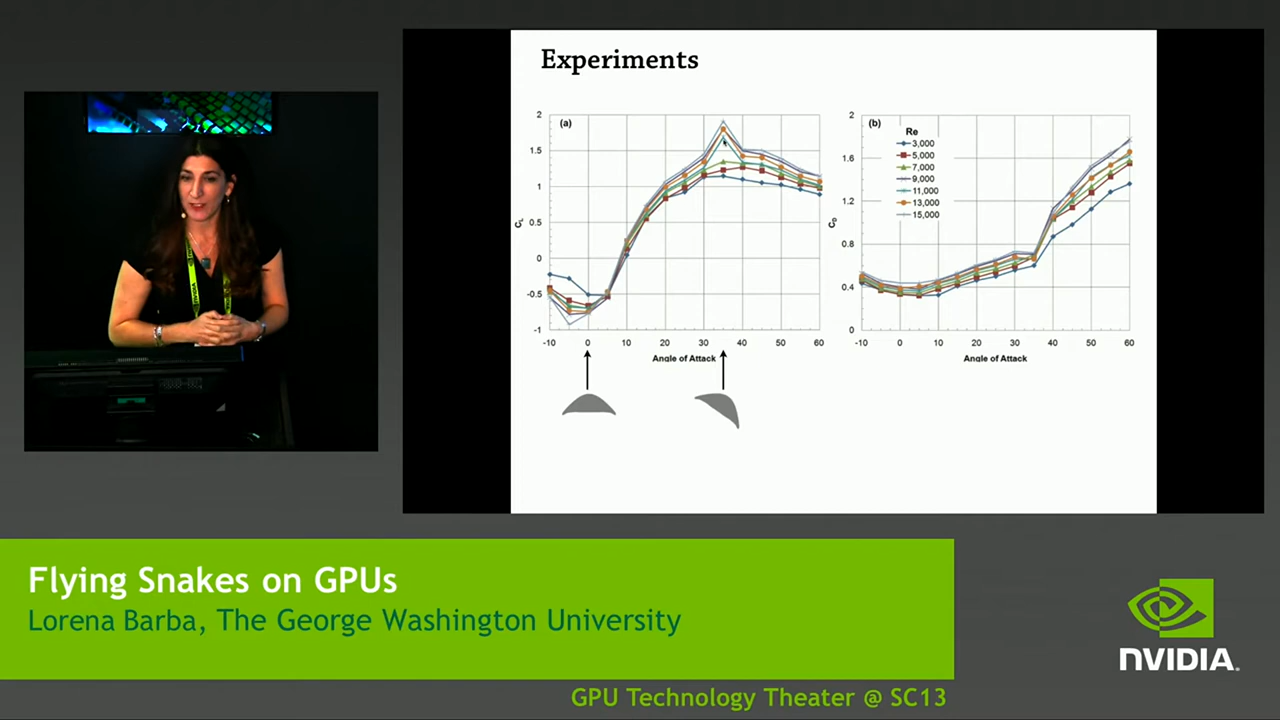 Experiments
(a)
2
1.5
1
0.5
0
-0.5
-1
CL
-10 0 10 20 30 40 50 60
Angle of Attack
(b)
2
1.6
1.2
0.8
0.4
0
CD
Re
3,000
5,000
7,000
9,000
11,000
13,000
15,000
-10 0 10 20 30 40 50 60
Angle of Attack
Flying Snakes on GPUs
Lorena Barba, The George Washington University
NVIDIA.
GPU Technology Theater @ SC13